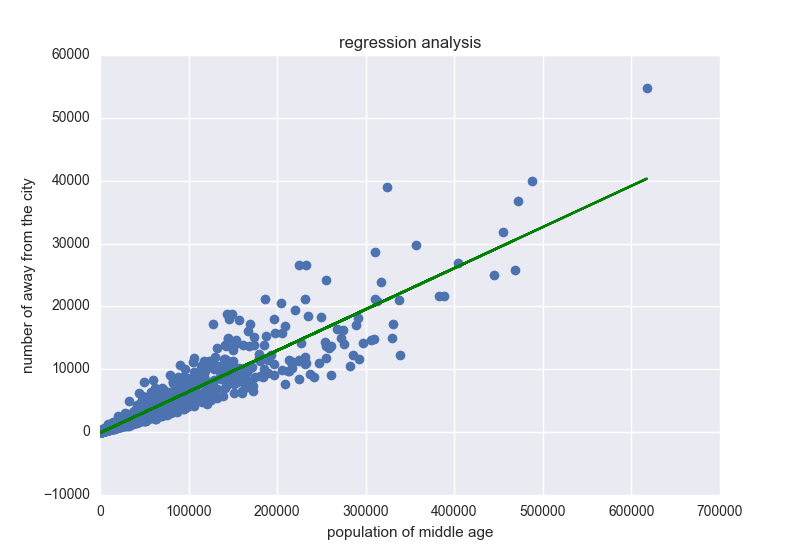 regression analysis
60000
50000
40000
30000
20000
10000
0
−10000
0 100000 200000 300000 400000 500000 600000 700000
number of away from the city
population of middle age